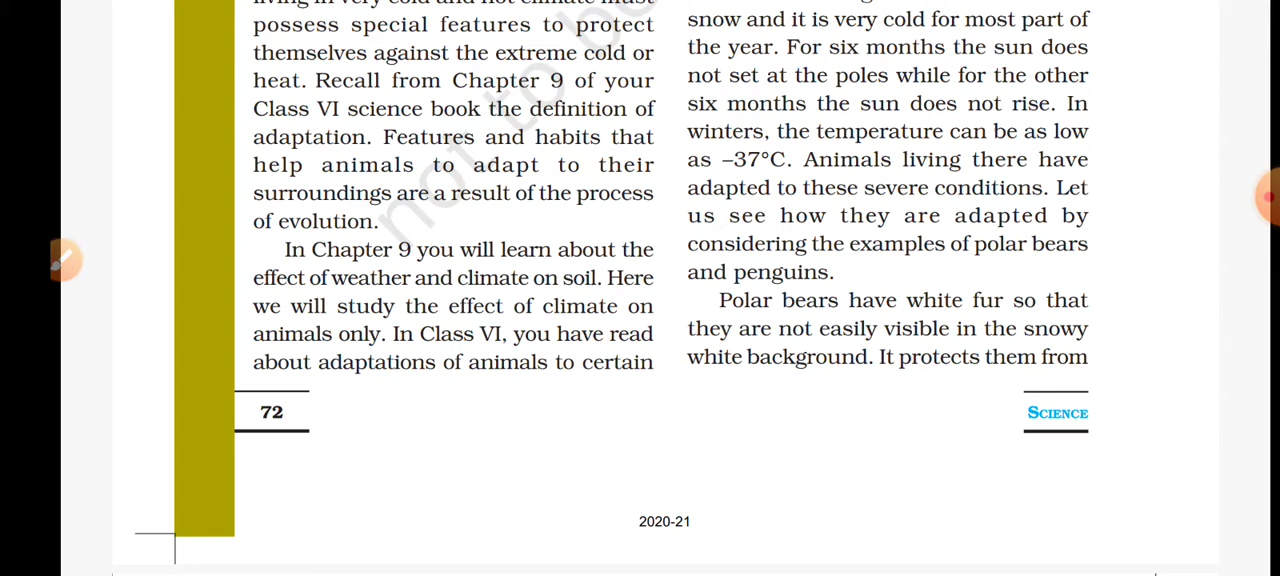 possess special features to protect
themselves against the extreme cold or
heat. Recall from Chapter 9 of your
Class VI science book the definition of
adaptation. Features and habits that
help animals to adapt to their
surroundings are a result of the process
of evolution.
In Chapter 9 you will learn about the
effect of weather and climate on soil. Here
we will study the effect of climate on
animals only. In Class VI, you have read
about adaptations of animals to certain
snow and it is very cold for most part of
the year. For six months the sun does
not set at the poles while for the other
six months the sun does not rise. In
winters, the temperature can be as low
as –37°C. Animals living there have
adapted to these severe conditions. Let
us see how they are adapted by
considering the examples of polar bears
and penguins.
Polar bears have white fur so that
they are not easily visible in the snowy
white background. It protects them from
72
SCIENCE
2020-21
not to be